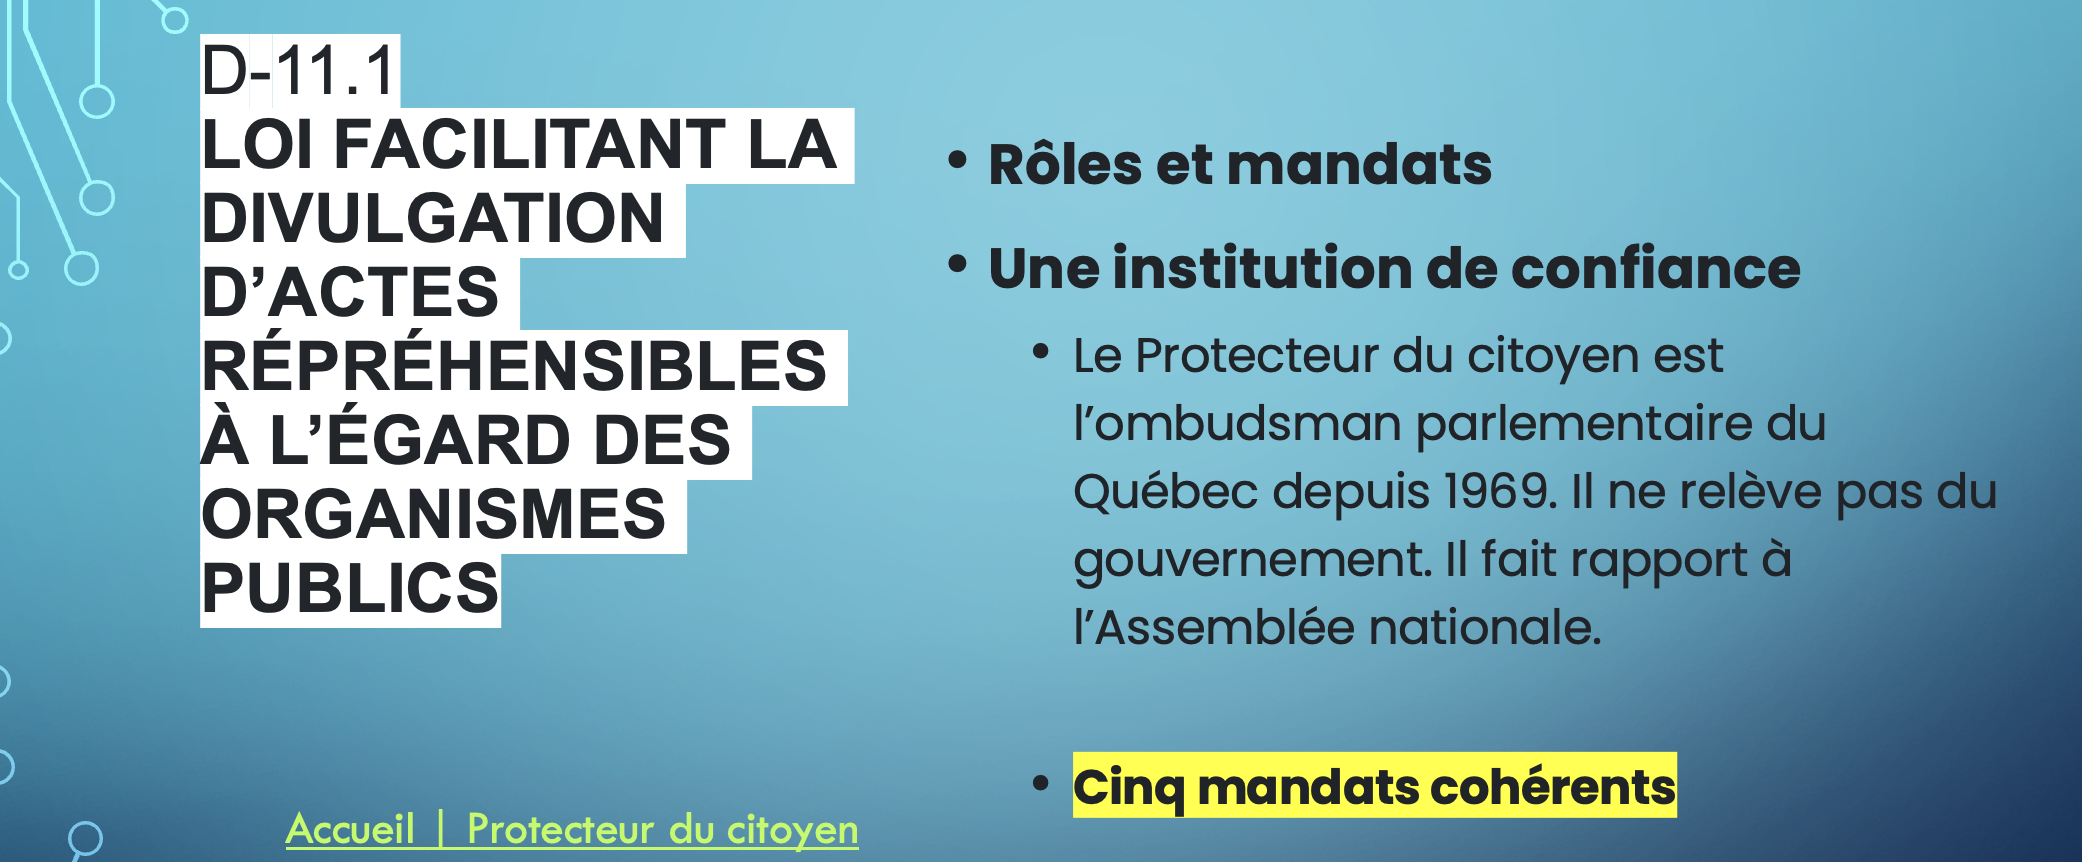 D-11.1
LOI FACILITANT LA
DIVULGATION
D’ACTES
RÉPRÉHENSIBLES
À L’ÉGARD DES
ORGANISMES
PUBLICS
Accueil | Protecteur du citoyen
• Rôles et mandats
• Une institution de confiance
• Le Protecteur du citoyen est
l’ombudsman parlementaire du
Québec depuis 1969. Il ne relève pas du
gouvernement. Il fait rapport à
l’Assemblée nationale.
• Cinq mandats cohérents